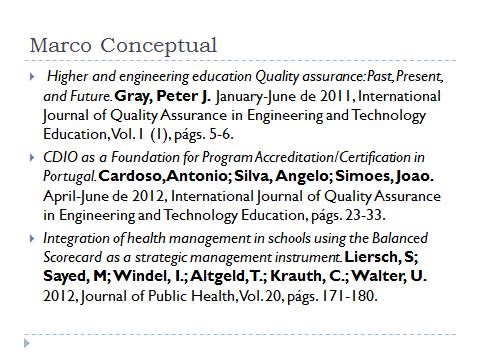 Marco Conceptual
Higher and engineering education Quality assurance: Past, Present,
and Future. Gray, Peter J. January-June de 2011, International
Journal of Quality Assurance in Engineering and Technology
Education, Vol. 1 (1), págs. 5-6.
CDIO as a Foundation for Program Accreditation/Certification in
Portugal. Cardoso, Antonio; Silva, Angelo; Simoes, Joao.
April-June de 2012, International Journal of Quality Assurance
in Engineering and Technology Education, págs. 23-33.
Integration of health management in schools using the Balanced
Scorecard as a strategic management instrument. Liersch, S;
Sayed, M; Windel, I.; Altgeld, T.; Krauth, C.; Walter, U.
2012, Journal of Public Health, Vol. 20, págs. 171-180.